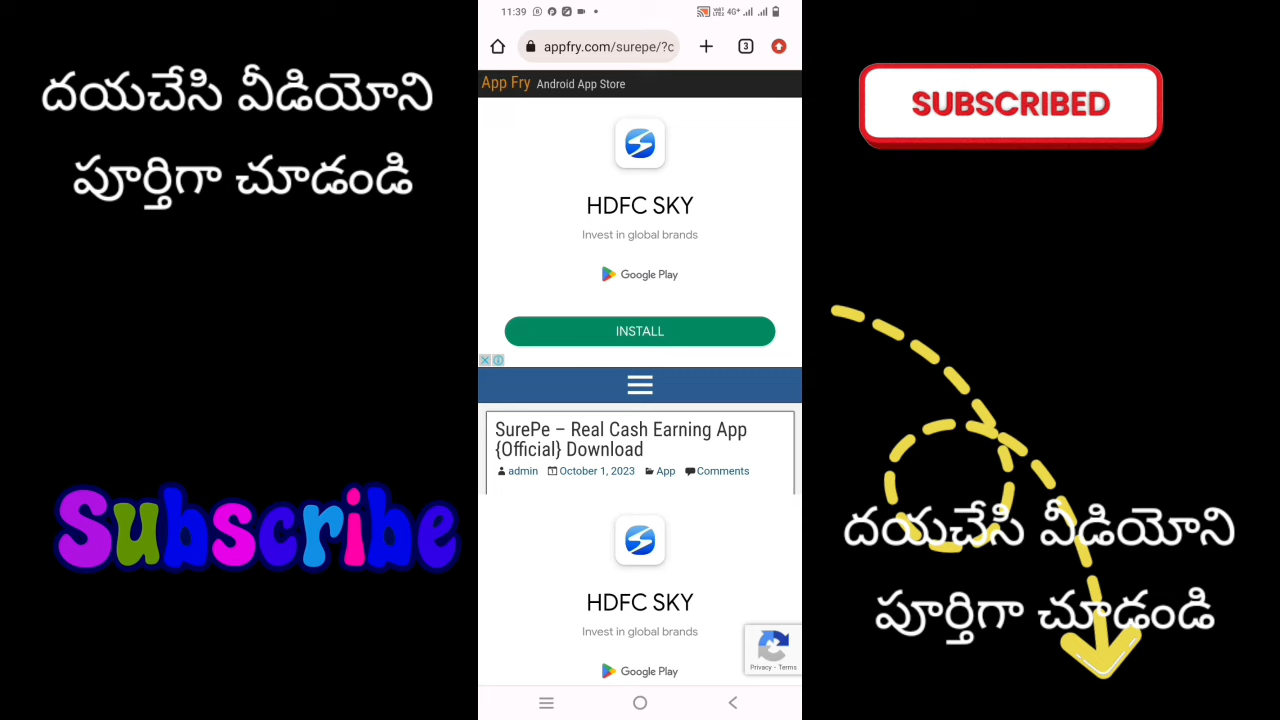 దయచేసి వీడియోని
పూర్తిగా చూడండి
Subscribe
11:39
4G+
appfry.com/surepe/?c
3
App Fry Android App Store
HDFC SKY
Invest in global brands
Google Play
INSTALL
SurePe – Real Cash Earning App
{Official} Download
admin October 1, 2023 App Comments
HDFC SKY
Invest in global brands
Google Play
Privacy - Terms
SUBSCRIBED
దయచేసి వీడియోని
పూర్తిగా చూడండి